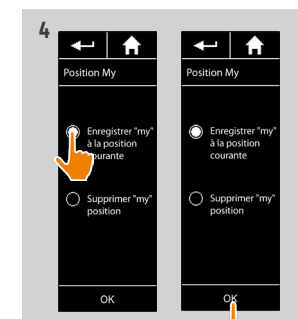 4
Position My
Enregistrer "my"
à la position
courante
Supprimer "my"
position
OK
Position My
Enregistrer "my"
à la position
courante
Supprimer "my"
position
OK